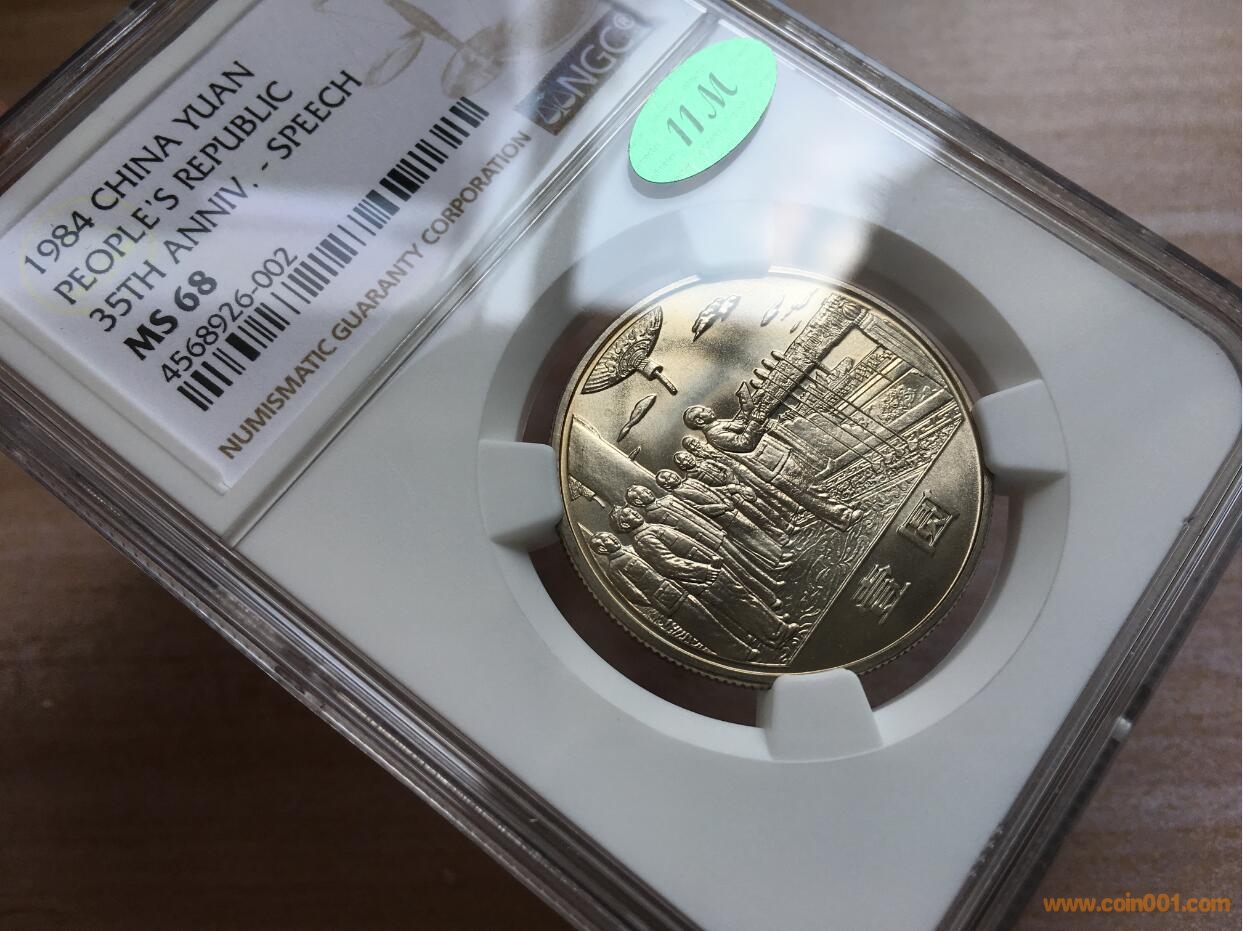 1984 CHINA YUAN
PEOPLE'S REPUBLIC
35TH ANNIV. - SPEECH
MS 68
4568926-002
NUMISMATIC GUARANTY CORPORATION
NGC®
11M
壹圆
www.coin001.com